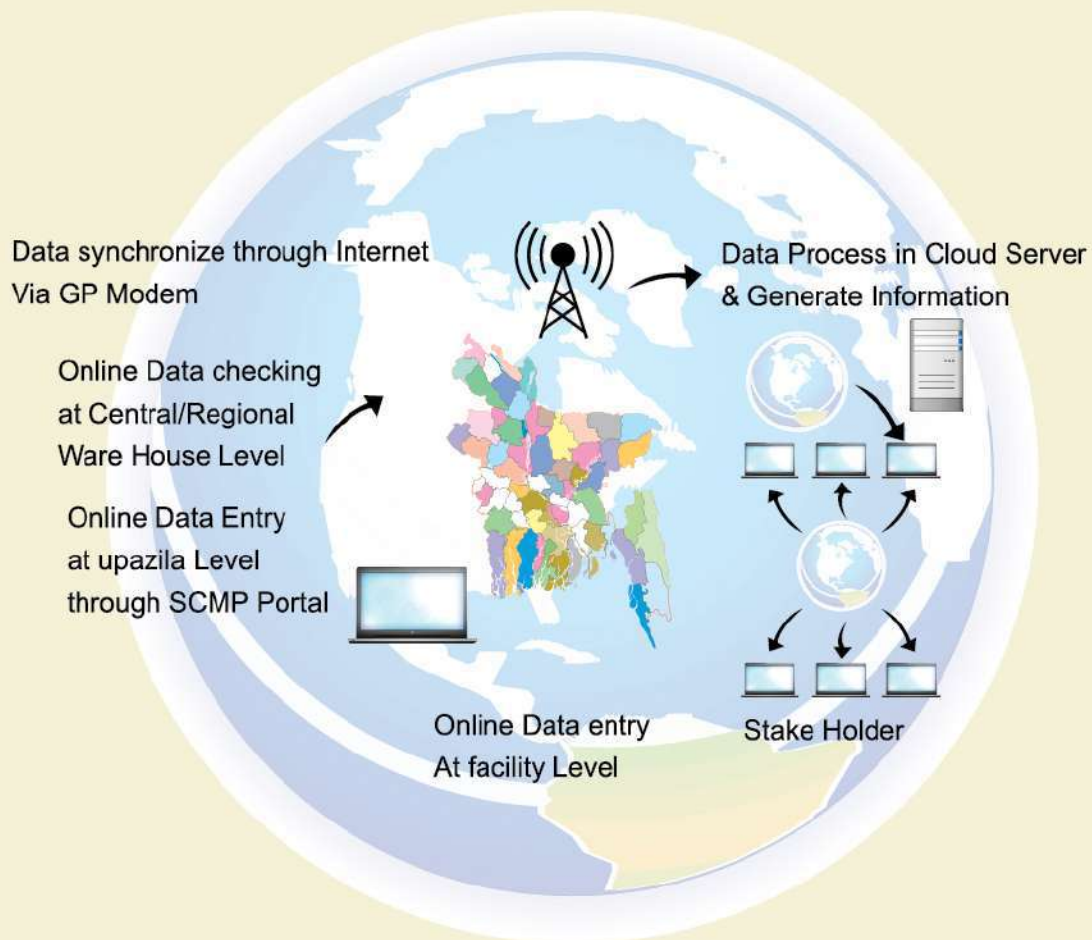 Data synchronize through Internet
Via GP Modem
Data Process in Cloud Server
& Generate Information
Online Data checking
at Central/Regional
Ware House Level
Online Data Entry
at upazila Level
through SCMP Portal
Online Data entry
At facility Level
Stake Holder